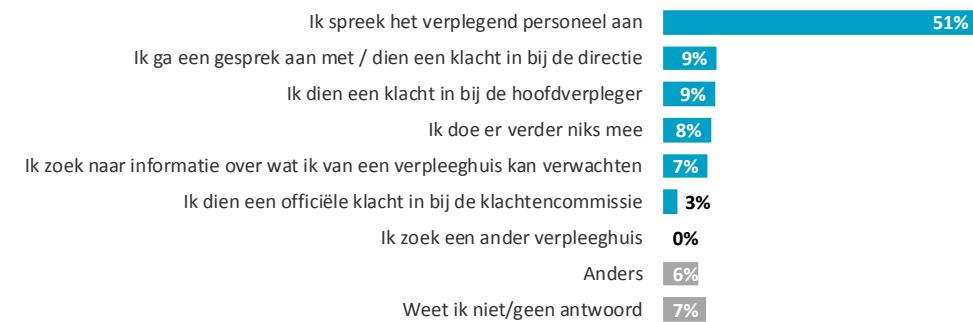 Ik spreek het verplegend personeel aan 51%
Ik ga een gesprek aan met / dien een klacht in bij de directie 9%
Ik dien een klacht in bij de hoofdverpleger 9%
Ik doe er verder niks mee 8%
Ik zoek naar informatie over wat ik van een verpleeghuis kan verwachten 7%
Ik dien een officiële klacht in bij de klachtencommissie 3%
Ik zoek een ander verpleeghuis 0%
Anders 6%
Weet ik niet/geen antwoord 7%